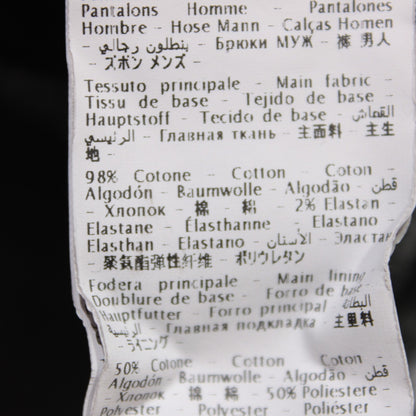 Pantalons Homme - Pantalones
Hombre - Hose Mann - Calças Homen
- بنطلون رجالي - Брюки МУЖ - 裤 男人
- ズボン メンズ -
Tessuto principale - Main fabric -
Tissu de base - Tejido de base -
Hauptstoff - Tecido de base - القماش
الرئيسي - Главная ткань - 主面料 - 主生
地 -
98% Cotone - Cotton - Coton -
Algodón - Baumwolle - Algodão - قطن
- Хлопок - 棉 - 綿 - 2% Elastan -
Elastane - Élasthanne - Elastano -
Elasthan - Elastano - الأستان - Эластан
- 聚氨酯弹性纤维 - ポリウレタン
Fodera principale - Main lining
Doublure de base - Forro de base -
Hauptfutter - Forro principal - البطانة
الرئيسية - Главная подкладка - 主里料
- ライニング -
50% Cotone - Cotton - Coton -
Algodón - Baumwolle - Algodão - قطن
- Хлопок - 棉 - 綿 - 50% Poliestere -
Polyester - Polyester - Poliéster